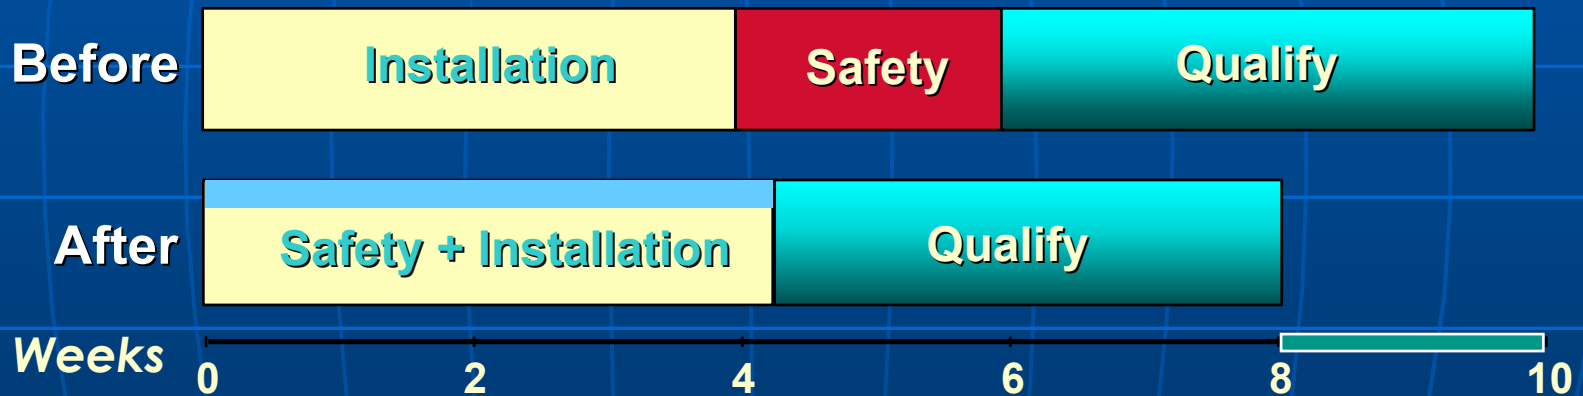 Before Installation Safety Qualify
After Safety + Installation Qualify
Weeks
0 2 4 6 8 10